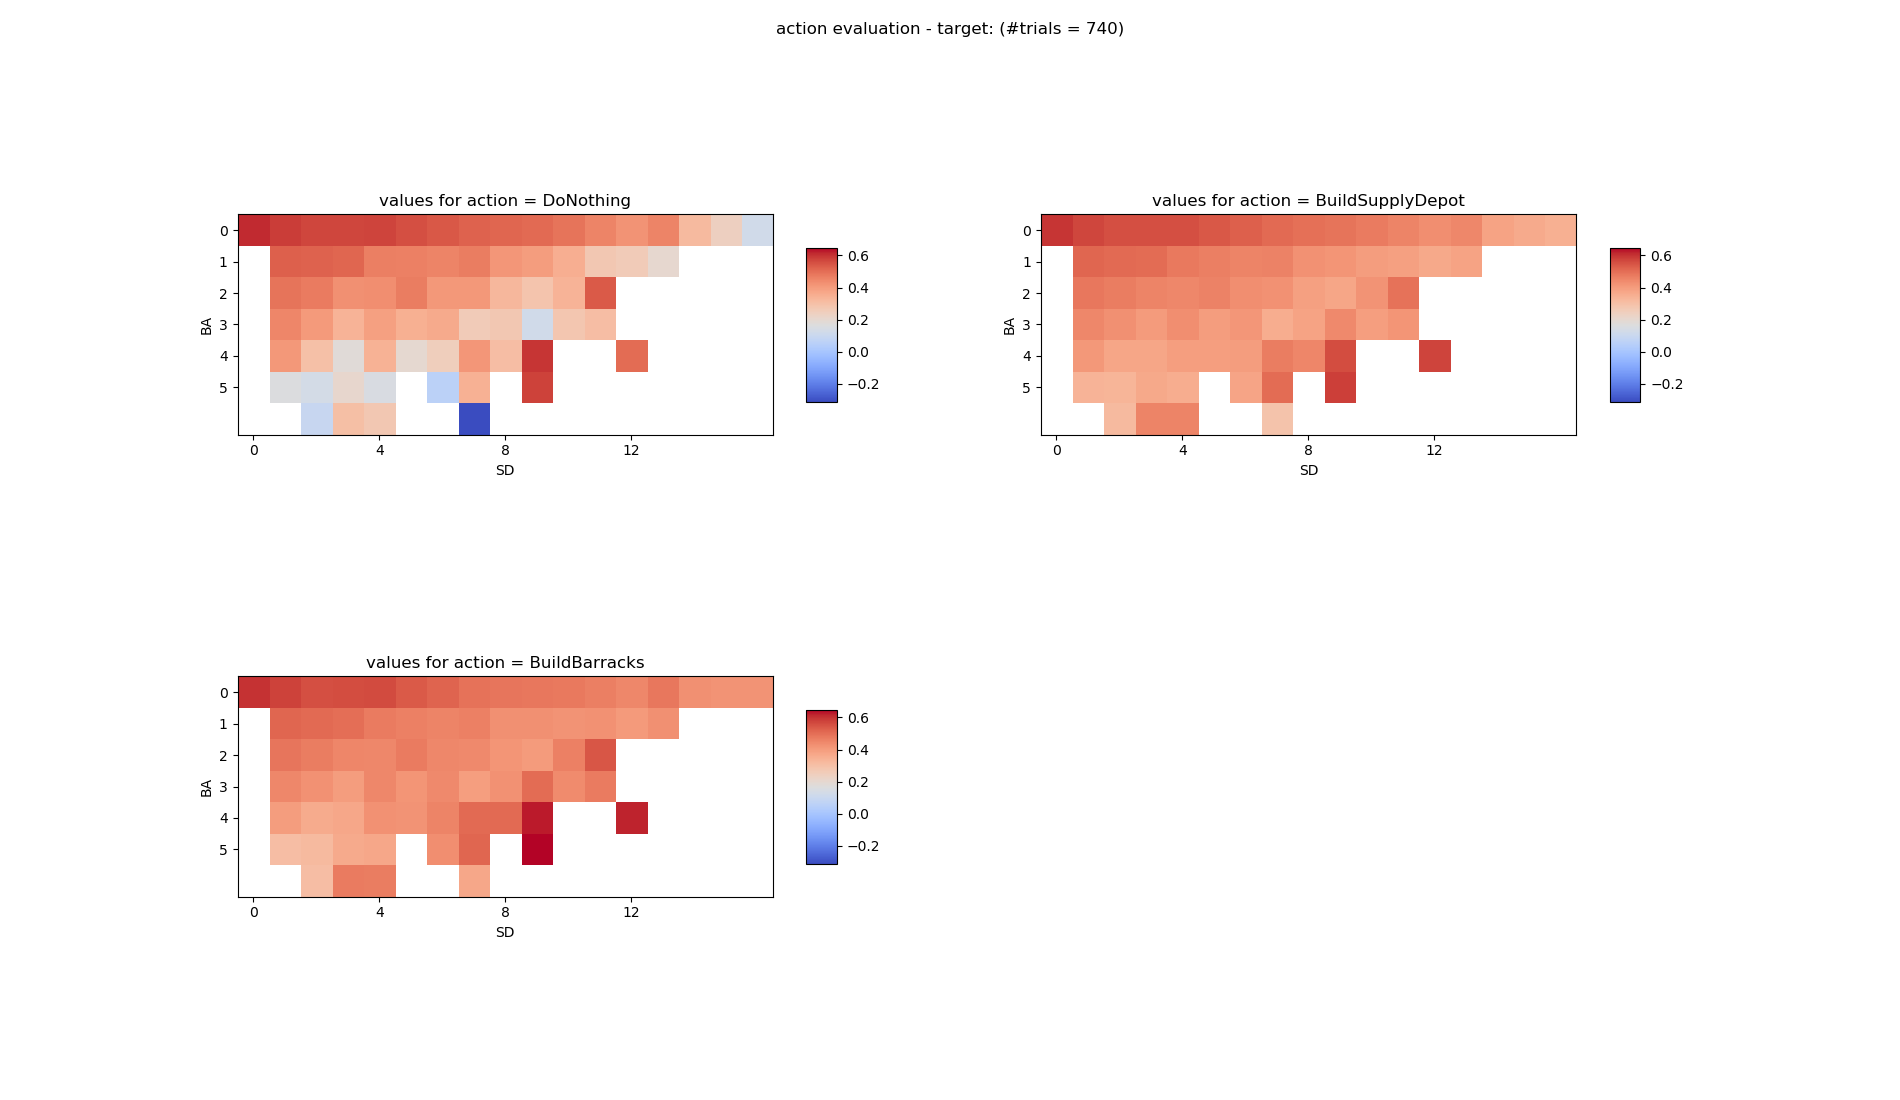 action evaluation - target: (#trials = 740)
values for action = DoNothing
0
1
2
3
4
5
BA
0 4 8 12
SD
0.6
0.4
0.2
0.0
−0.2
values for action = BuildSupplyDepot
0
1
2
3
4
5
BA
0 4 8 12
SD
0.6
0.4
0.2
0.0
−0.2
values for action = BuildBarracks
0
1
2
3
4
5
BA
0 4 8 12
SD
0.6
0.4
0.2
0.0
−0.2